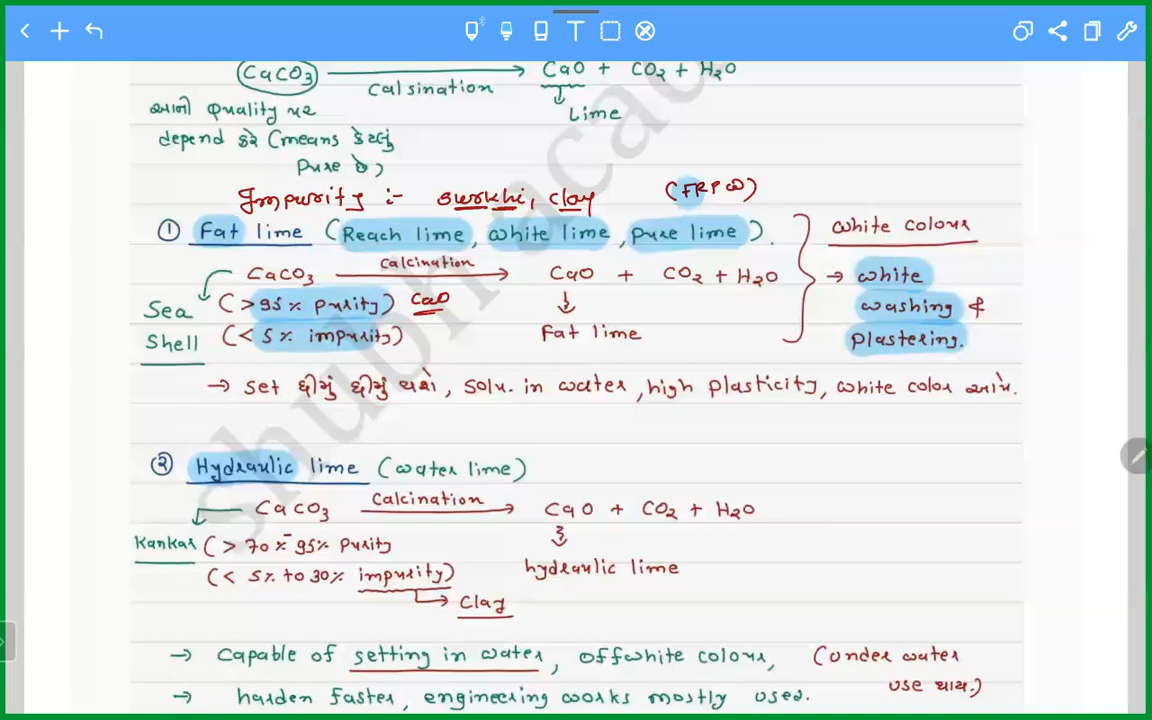 CaCO3 → CaO + CO2 + H2O
Calsination
Lime
આની quality પર
depend કરે (means કેટલું
Pure છે)
Impurity :- surkhi, clay (FRPW)
① Fat lime (Reach lime, white lime, pure lime).
white colour
CaCO3 calcination → CaO + CO2 + H2O
→ white
washing &
plastering.
Sea
Shell
(> 95% purity) CaO
(< 5% impurity)
Fat lime
→ set ધીમું ધીમું થશે, solu. in water, high plasticity, white color આપે.
② Hydraulic lime (water lime)
CaCO3 Calcination → CaO + CO2 + H2O
Kankar (> 70%-95% Purity
(< 5% to 30% impurity)
hydraulic lime
→ Clay
→ Capable of setting in water, offwhite colour, (under water
use થાય.)
→ harden faster, engineering works mostly used.
shubh acad